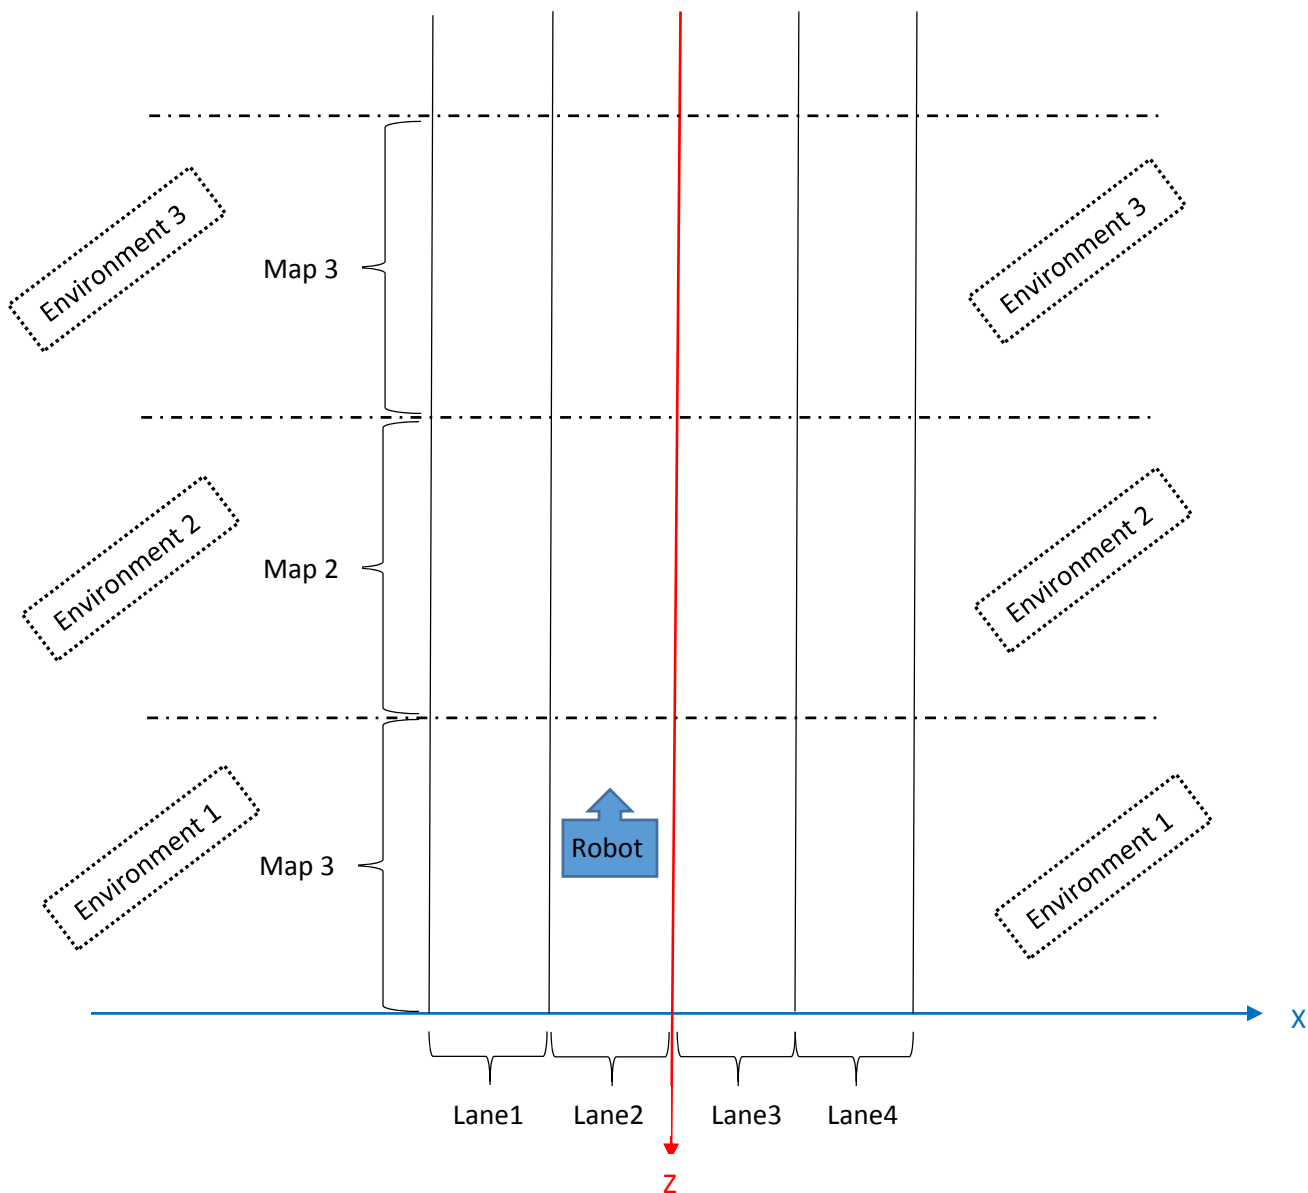 Environment 3
Map 3
Environment 3
Environment 2
Map 2
Environment 2
Environment 1
Map 3
Robot
Environment 1
X
Lane1
Lane2
Lane3
Lane4
Z